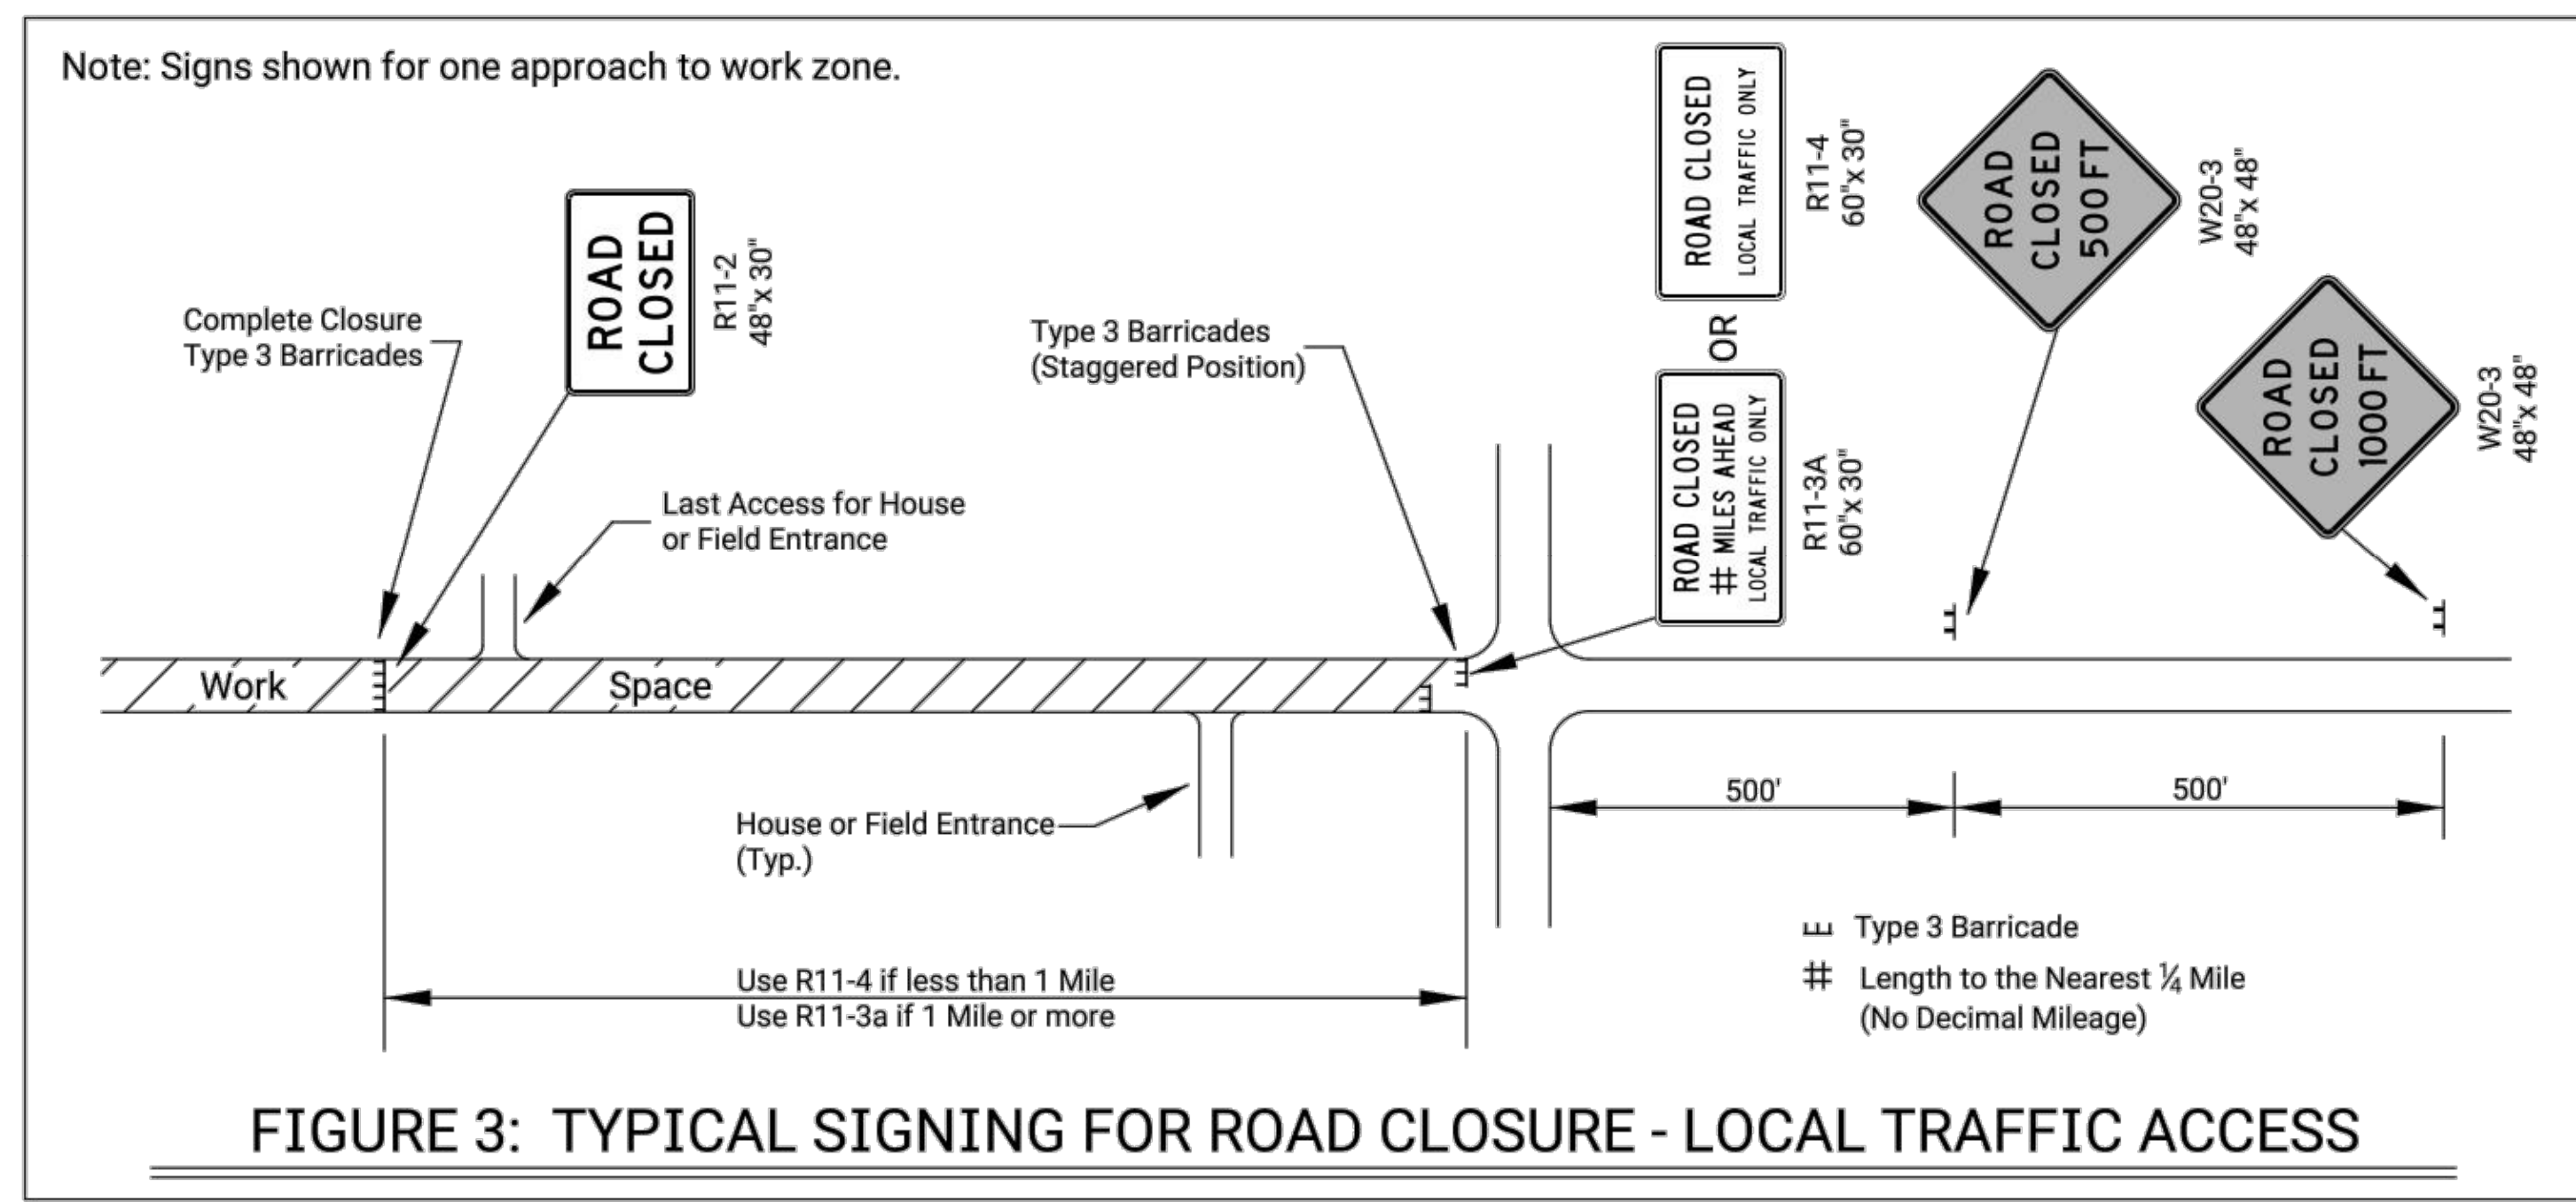 Note: Signs shown for one approach to work zone.
ROAD CLOSED
LOCAL TRAFFIC ONLY
R11-4
60"x 30"
OR
ROAD CLOSED
# MILES AHEAD
LOCAL TRAFFIC ONLY
R11-3A
60"x 30"
ROAD
CLOSED
500FT
W20-3
48"x 48"
ROAD
CLOSED
1000FT
W20-3
48"x 48"
ROAD
CLOSED
R11-2
48"x 30"
Complete Closure
Type 3 Barricades
Type 3 Barricades
(Staggered Position)
Last Access for House
or Field Entrance
Work
Space
House or Field Entrance
(Typ.)
500'
500'
Use R11-4 if less than 1 Mile
Use R11-3a if 1 Mile or more
Type 3 Barricade
# Length to the Nearest ¼ Mile
(No Decimal Mileage)
FIGURE 3: TYPICAL SIGNING FOR ROAD CLOSURE - LOCAL TRAFFIC ACCESS